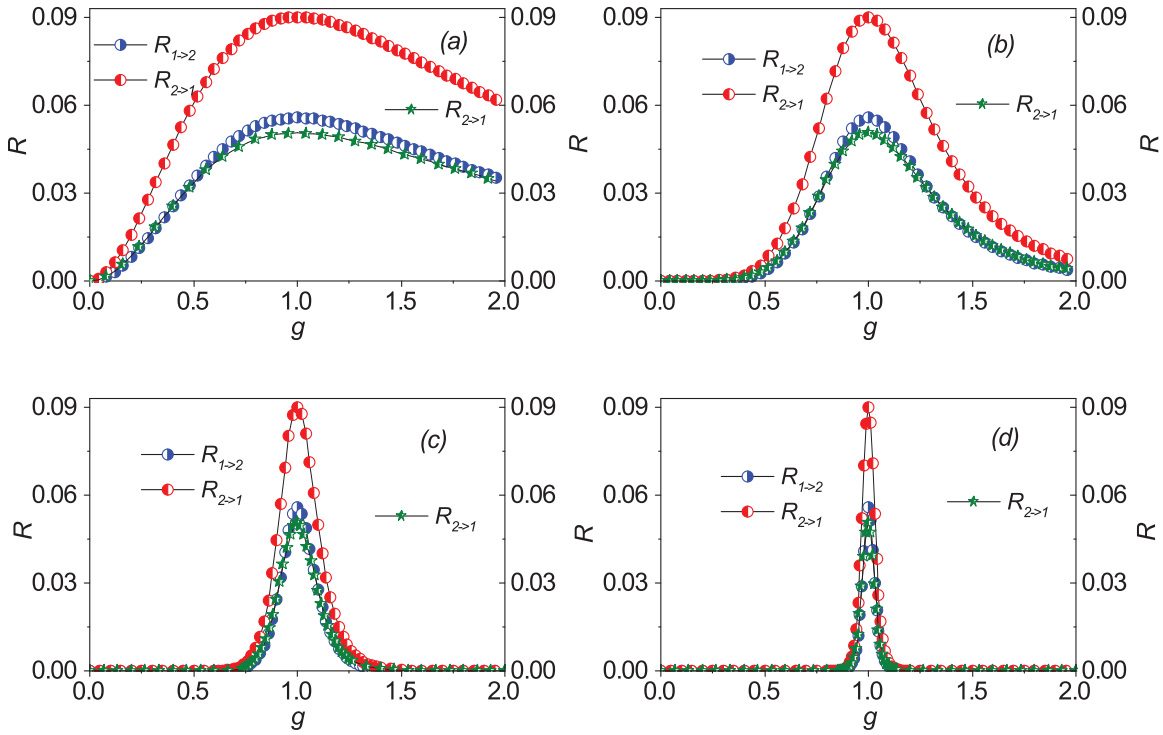 0.09 0.09 0.09 0.09
(a) (b)
R1->2 R1->2
R2->1 R2->1
0.06 0.06 0.06 0.06
R2->1 R2->1
R R R R
0.03 0.03 0.03 0.03
0.00 0.00 0.00 0.00
0.0 0.5 1.0 1.5 2.0 0.0 0.5 1.0 1.5 2.0
g g
0.09 0.09 0.09 0.09
(c) (d)
R1->2 R1->2
R2->1 R2->1
0.06 0.06 0.06 0.06
R2->1 R2->1
R R R R
0.03 0.03 0.03 0.03
0.00 0.00 0.00 0.00
0.0 0.5 1.0 1.5 2.0 0.0 0.5 1.0 1.5 2.0
g g